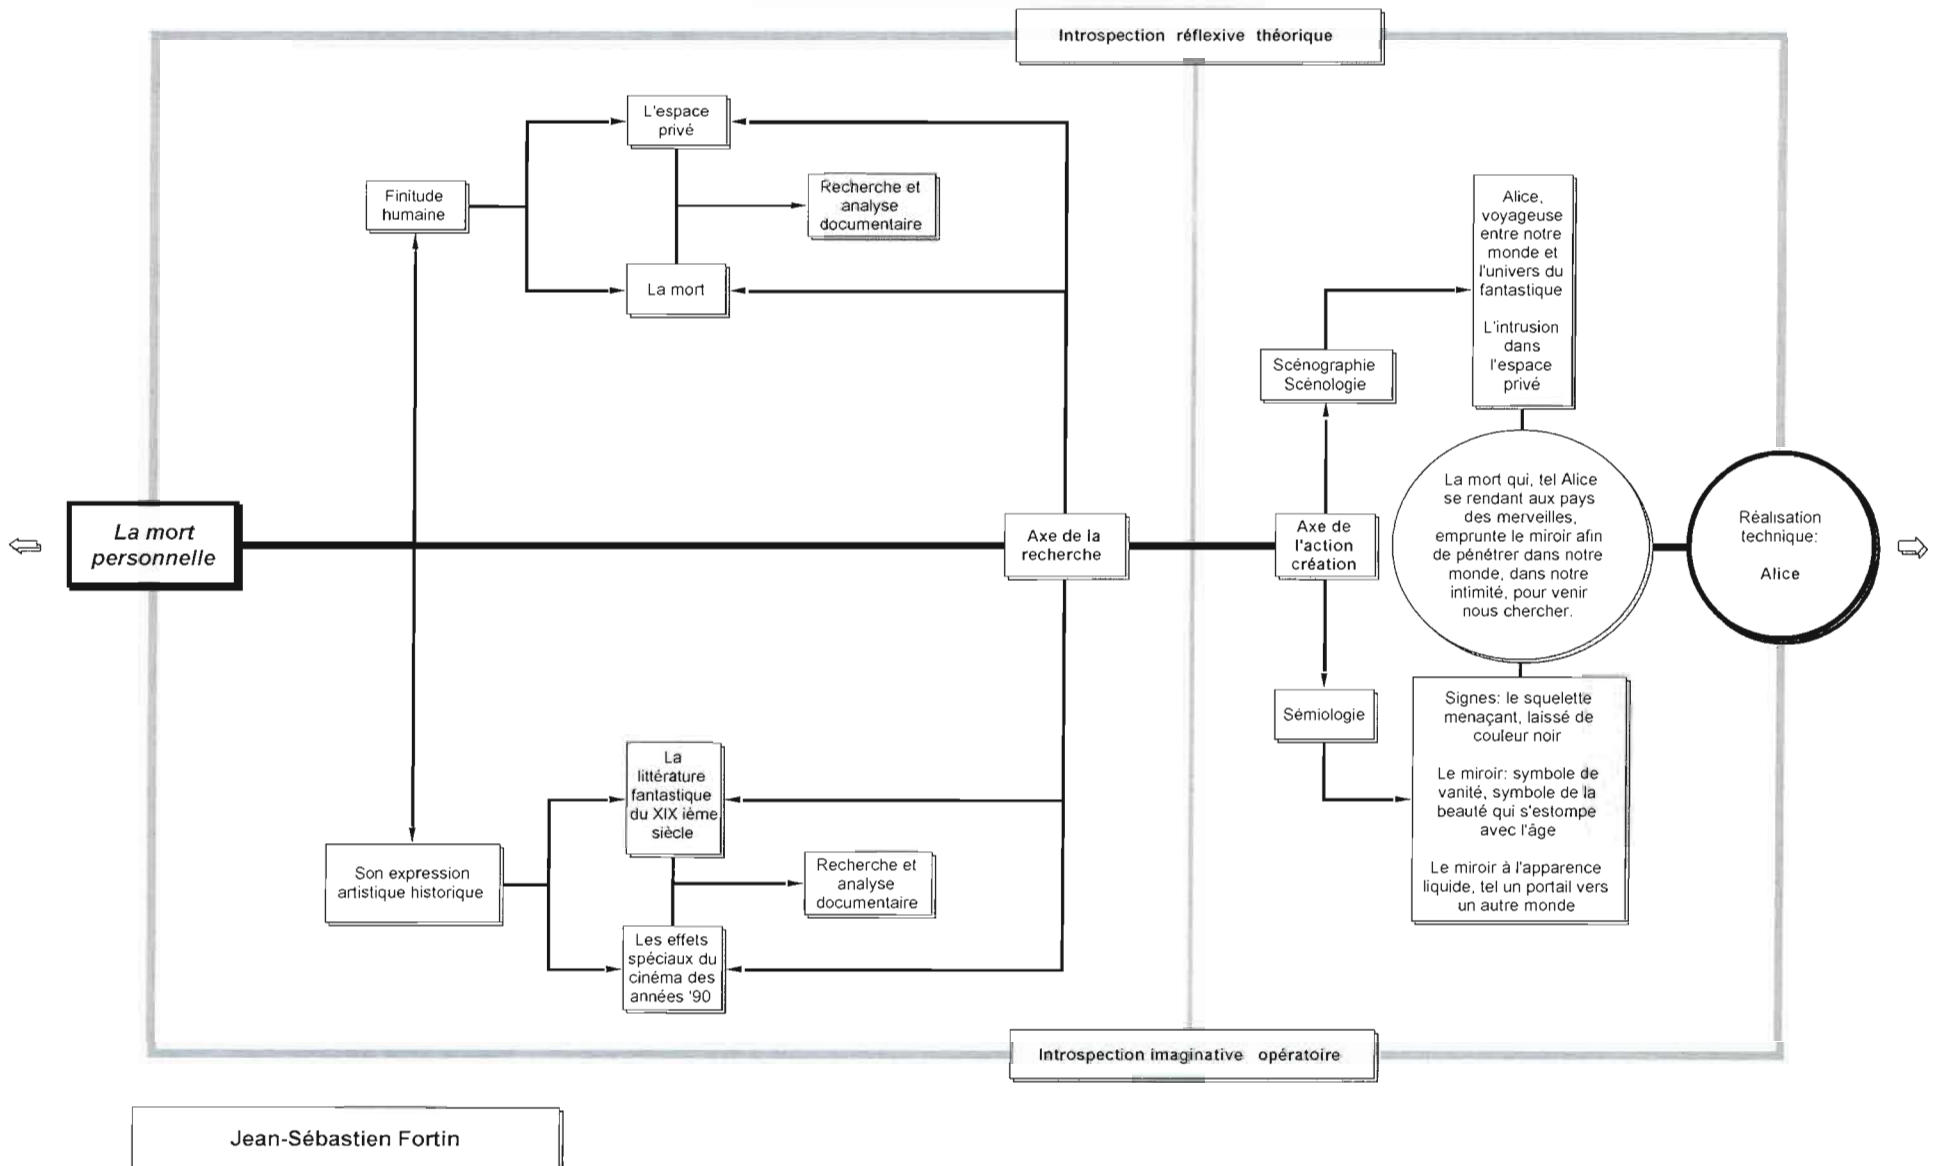 Introspection réflexive théorique
L'espace
privé
Finitude
humaine
Recherche et
analyse
documentaire
La mort
Alice,
voyageuse
entre notre
monde et
l'univers du
fantastique
L'intrusion
dans
l'espace
privé
Scénographie
Scénologie
La mort
personnelle
Axe de la
recherche
Axe de
l'action
création
La mort qui, tel Alice
se rendant aux pays
des merveilles,
emprunte le miroir afin
de pénétrer dans notre
monde, dans notre
intimité, pour venir
nous chercher.
Réalisation
technique:
Alice
Sémiologie
Signes: le squelette
menaçant, laissé de
couleur noir
Le miroir: symbole de
vanité, symbole de la
beauté qui s'estompe
avec l'âge
Le miroir à l'apparence
liquide, tel un portail vers
un autre monde
La
littérature
fantastique
du XIX ième
siècle
Son expression
artistique historique
Recherche et
analyse
documentaire
Les effets
spéciaux du
cinéma des
années '90
Introspection imaginative opératoire
Jean-Sébastien Fortin